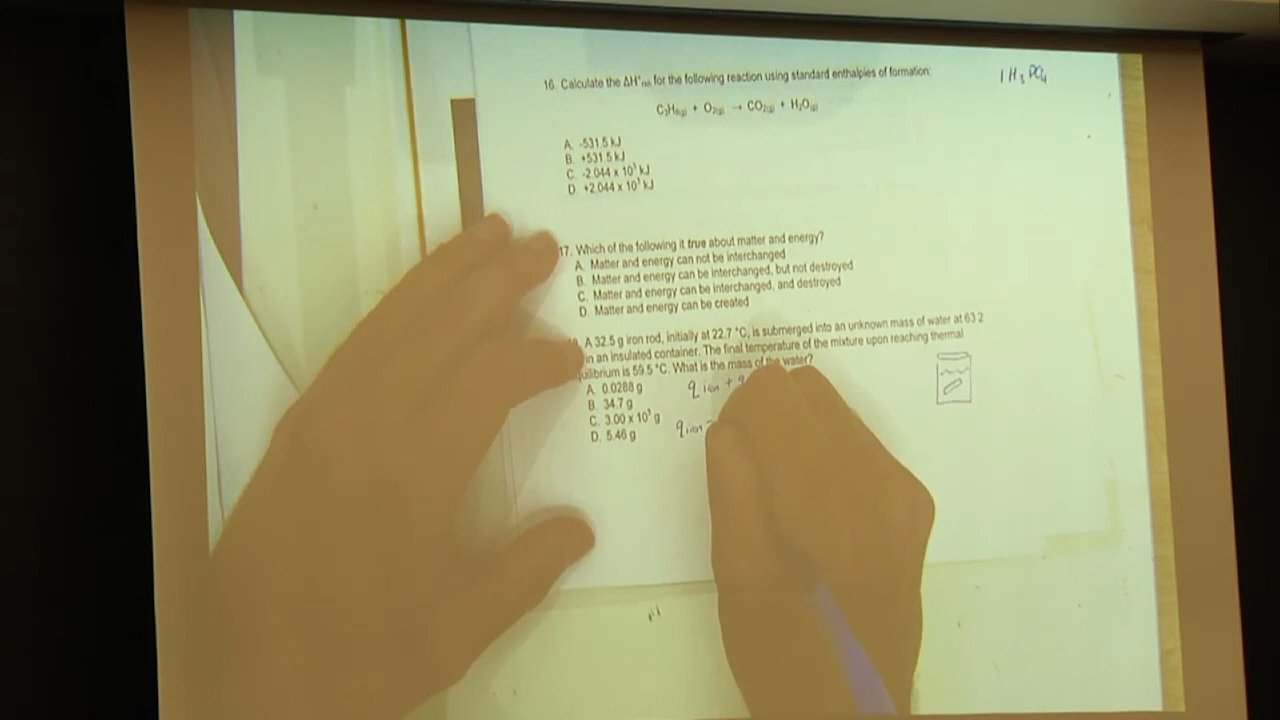 16. Calculate the ΔH°rxn for the following reaction using standard enthalpies of formation: 1 H3PO4
C3H8(g) + O2(g) → CO2(g) + H2O(g)
A. -531.5 kJ
B. +531.5 kJ
C. -2.044 x 10³ kJ
D. +2.044 x 10³ kJ
17. Which of the following it true about matter and energy?
A. Matter and energy can not be interchanged
B. Matter and energy can be interchanged, but not destroyed
C. Matter and energy can be interchanged, and destroyed
D. Matter and energy can be created
A 32.5 g iron rod, initially at 22.7 °C, is submerged into an unknown mass of water at 63.2
in an insulated container. The final temperature of the mixture upon reaching thermal
quilibrium is 59.5 °C. What is the mass of the water?
A. 0.0288 g q iron + q
B. 34.7 g
C. 3.00 x 10³ g q iron =
D. 5.46 g